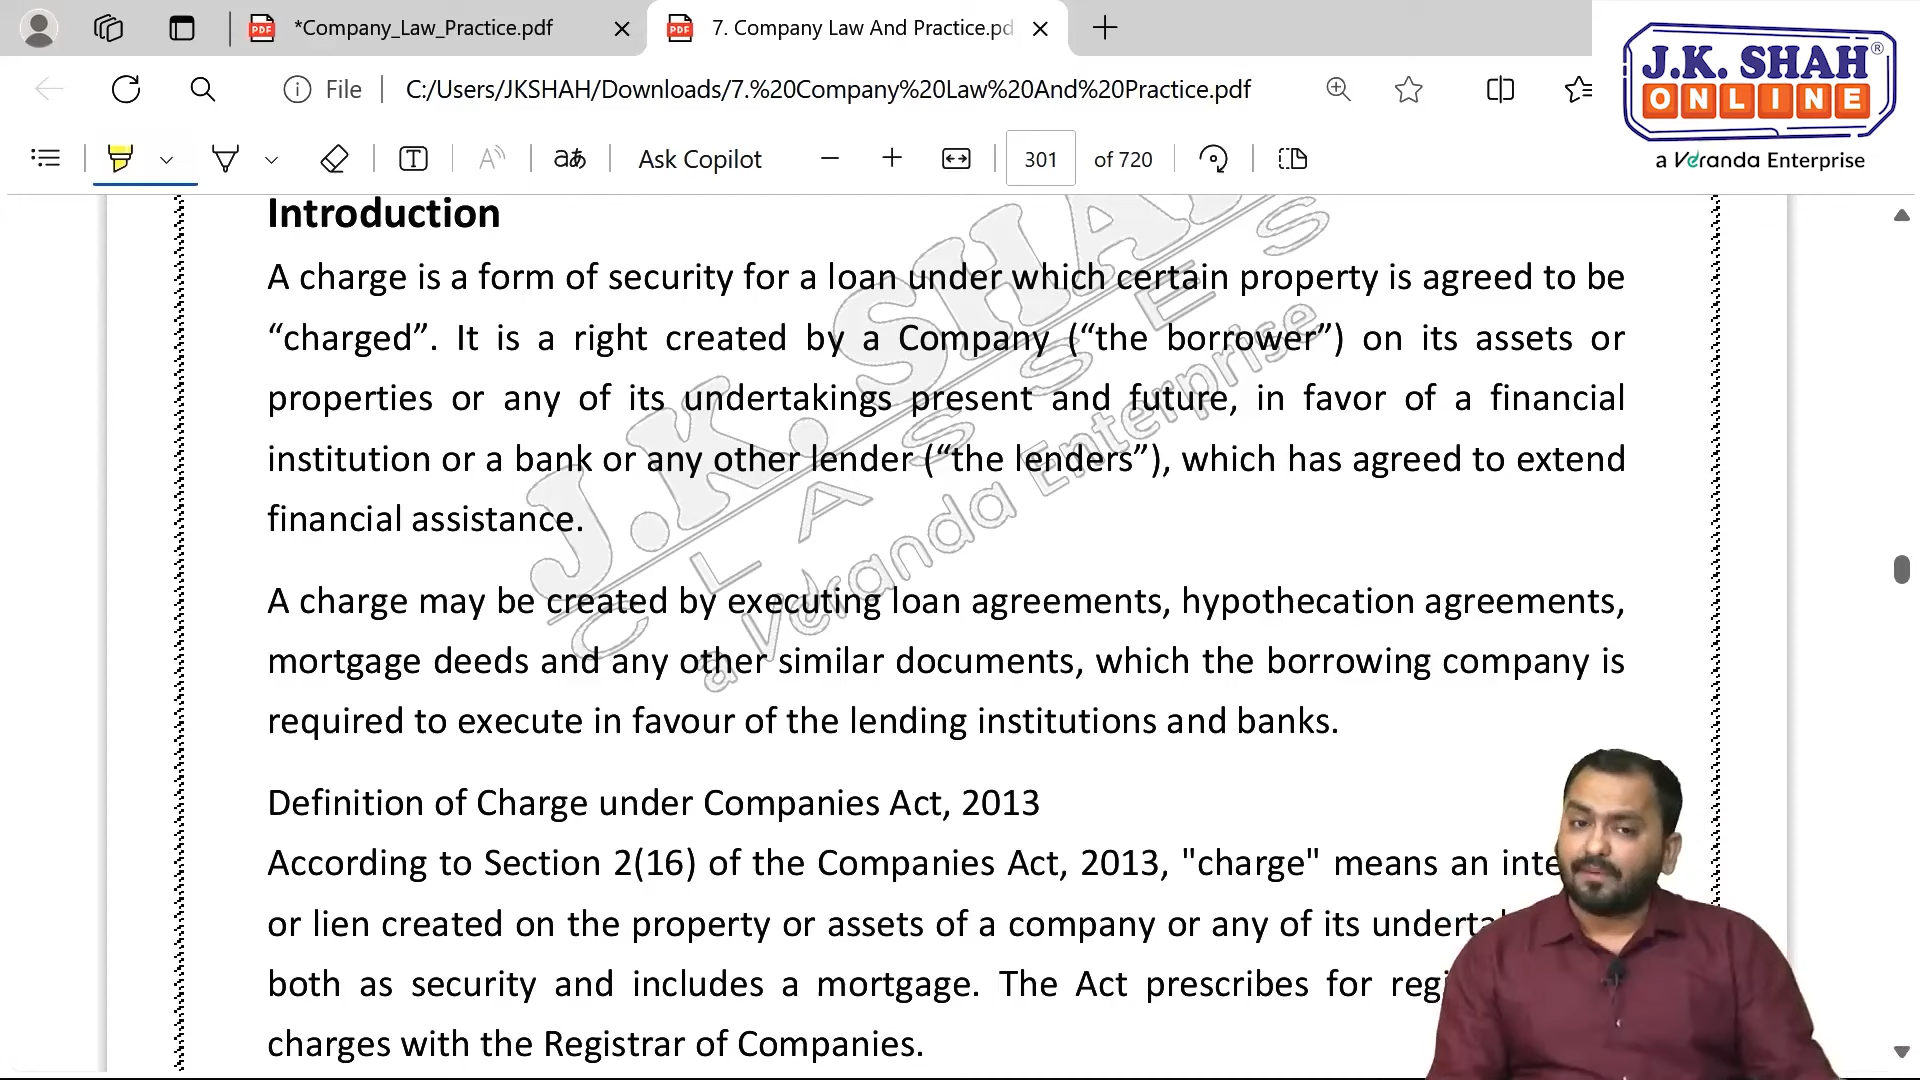 *Company_Law_Practice.pdf
7. Company Law And Practice.pd
File
C:/Users/JKSHAH/Downloads/7.%20Company%20Law%20And%20Practice.pdf
Ask Copilot
301 of 720
J.K. SHAH®
ONLINE
a Veranda Enterprise
Introduction
A charge is a form of security for a loan under which certain property is agreed to be
“charged”. It is a right created by a Company (“the borrower”) on its assets or
properties or any of its undertakings present and future, in favor of a financial
institution or a bank or any other lender (“the lenders”), which has agreed to extend
financial assistance.
A charge may be created by executing loan agreements, hypothecation agreements,
mortgage deeds and any other similar documents, which the borrowing company is
required to execute in favour of the lending institutions and banks.
Definition of Charge under Companies Act, 2013
According to Section 2(16) of the Companies Act, 2013, "charge" means an
or lien created on the property or assets of a company or any of its
both as security and includes a mortgage. The Act prescribes for
charges with the Registrar of Companies.
J.K. SHAH
CLASSES
a Veranda Enterprise